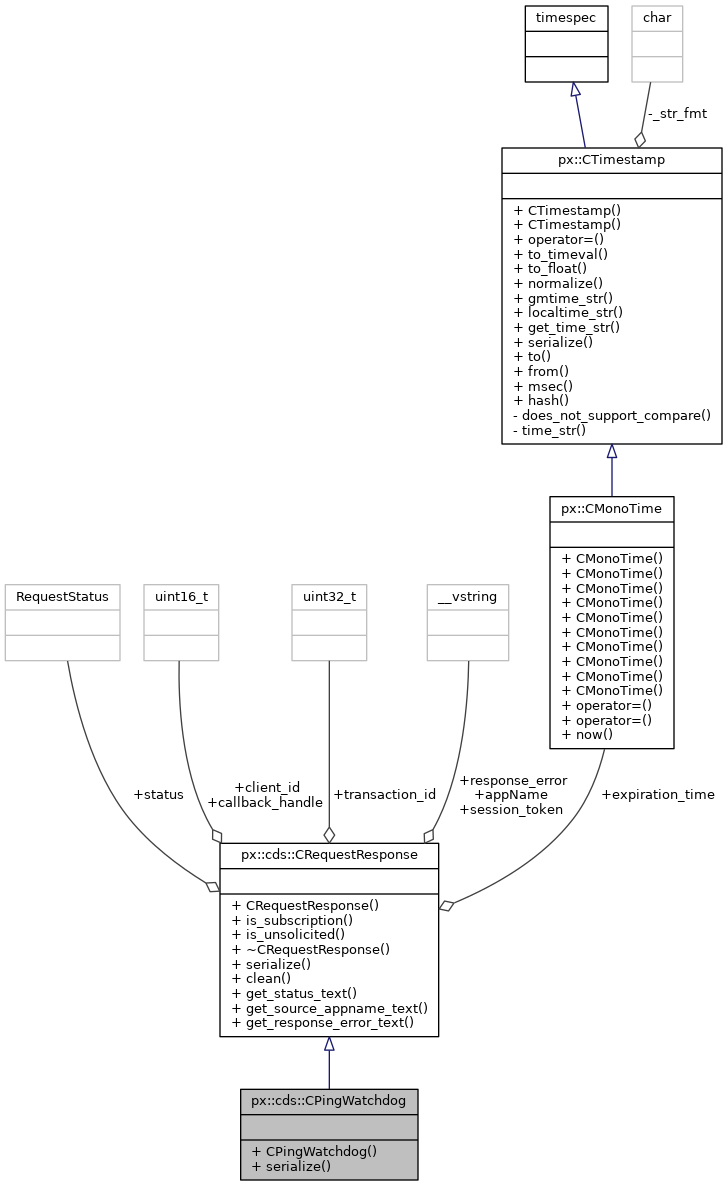 timespec
char
-_str_fmt
px::CTimestamp
+ CTimestamp()
+ CTimestamp()
+ operator=()
+ to_timeval()
+ to_float()
+ normalize()
+ gmtime_str()
+ localtime_str()
+ get_time_str()
+ serialize()
+ to()
+ from()
+ msec()
+ hash()
- does_not_support_compare()
- time_str()
px::CMonoTime
+ CMonoTime()
+ CMonoTime()
+ CMonoTime()
+ CMonoTime()
+ CMonoTime()
+ CMonoTime()
+ CMonoTime()
+ CMonoTime()
+ CMonoTime()
+ CMonoTime()
+ operator=()
+ operator=()
+ now()
RequestStatus
uint16_t
uint32_t
__vstring
+status
+client_id
+callback_handle
+transaction_id
+response_error
+appName
+session_token
+expiration_time
px::cds::CRequestResponse
+ CRequestResponse()
+ is_subscription()
+ is_unsolicited()
+ ~CRequestResponse()
+ serialize()
+ clean()
+ get_status_text()
+ get_source_appname_text()
+ get_response_error_text()
px::cds::CPingWatchdog
+ CPingWatchdog()
+ serialize()